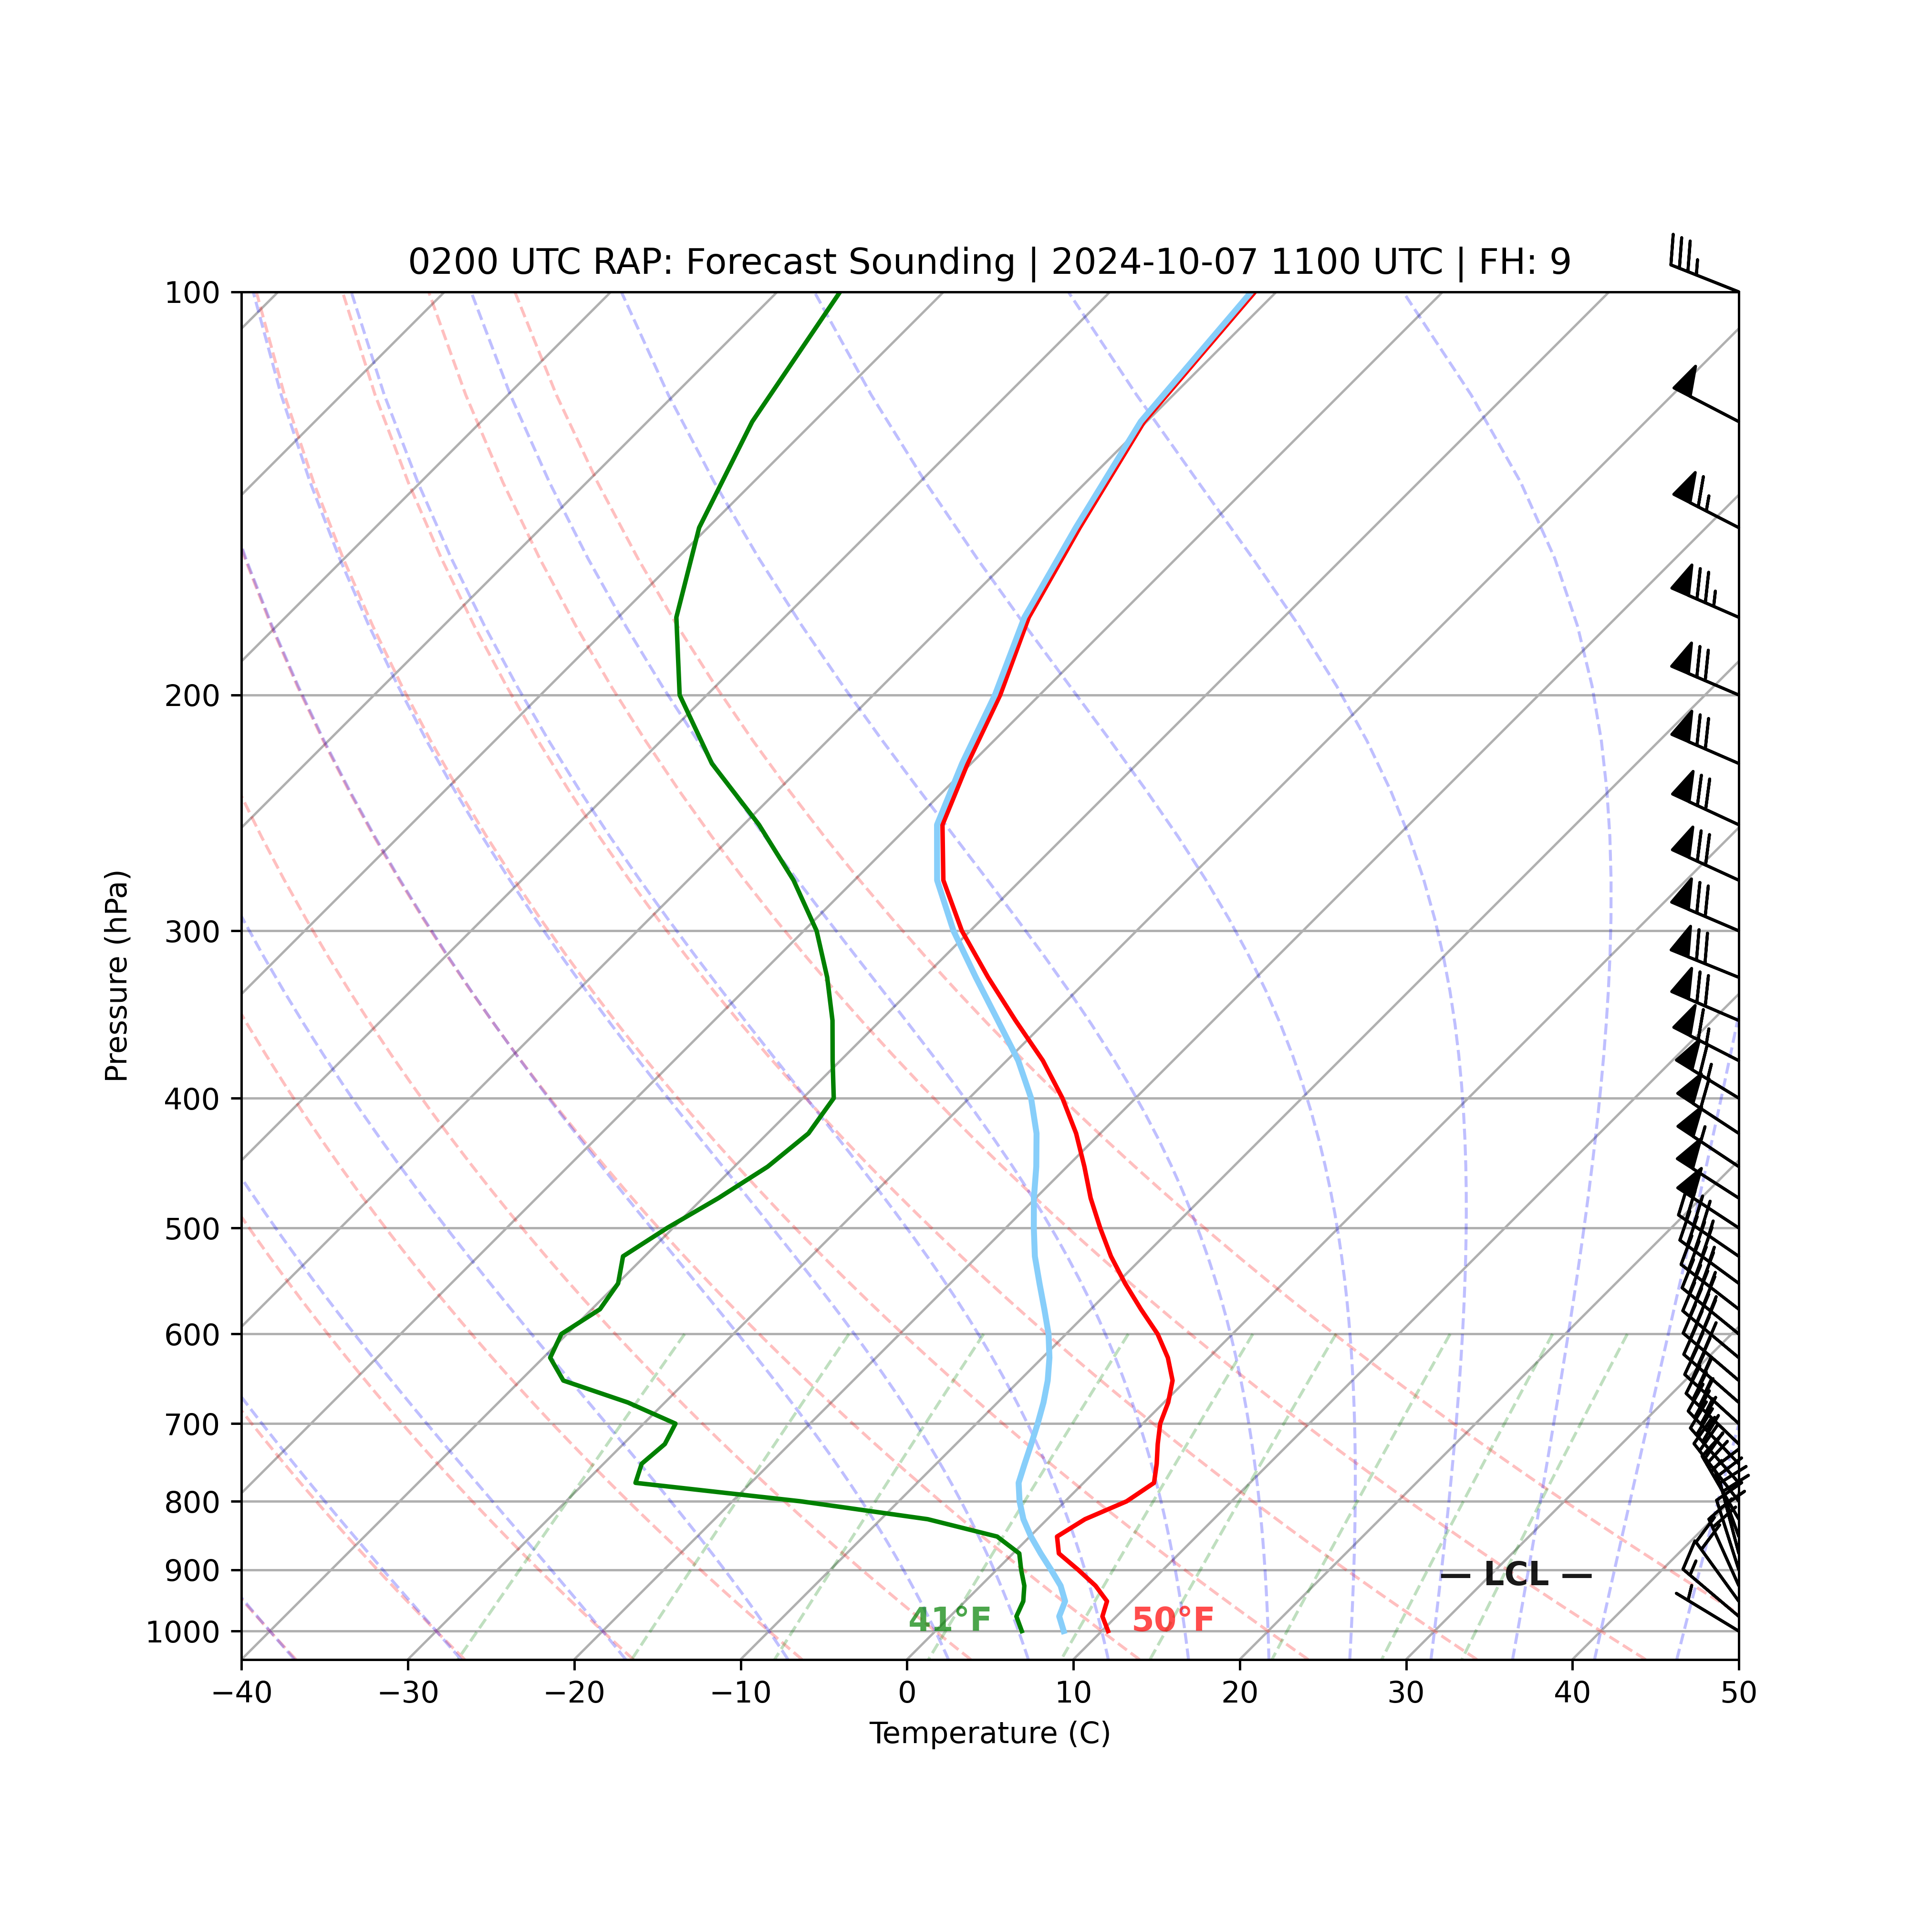 0200 UTC RAP: Forecast Sounding | 2024-10-07 1100 UTC | FH: 9
100
200
300
400
500
600
700
800
900
1000
Pressure (hPa)
— LCL —
41°F
50°F
−40 −30 −20 −10 0 10 20 30 40 50
Temperature (C)